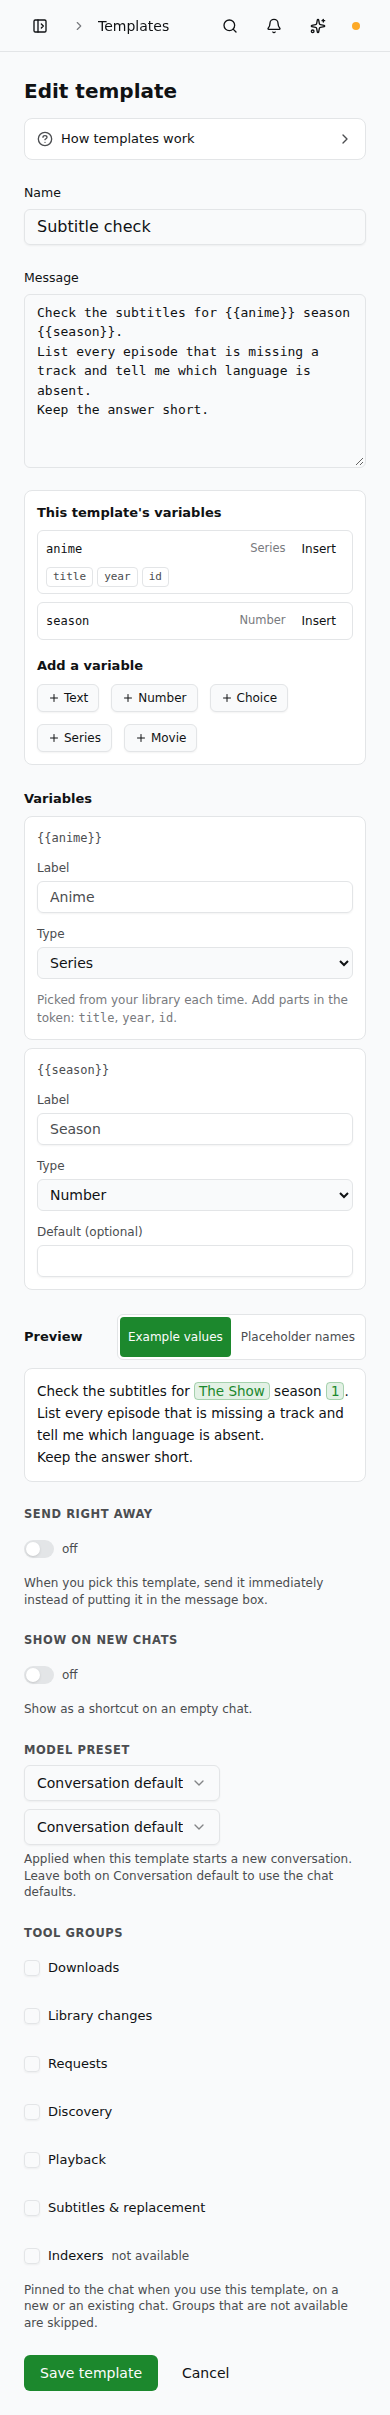 Templates
Edit template
How templates work
Name
Subtitle check
Message
Check the subtitles for {{anime}} season
{{season}}.
List every episode that is missing a
track and tell me which language is
absent.
Keep the answer short.
This template's variables
anime Series Insert
title year id
season Number Insert
Add a variable
+ Text + Number + Choice
+ Series + Movie
Variables
{{anime}}
Label
Anime
Type
Series
Picked from your library each time. Add parts in the
token: title, year, id.
{{season}}
Label
Season
Type
Number
Default (optional)
Preview Example values Placeholder names
Check the subtitles for The Show season 1.
List every episode that is missing a track and
tell me which language is absent.
Keep the answer short.
SEND RIGHT AWAY
off
When you pick this template, send it immediately
instead of putting it in the message box.
SHOW ON NEW CHATS
off
Show as a shortcut on an empty chat.
MODEL PRESET
Conversation default
Conversation default
Applied when this template starts a new conversation.
Leave both on Conversation default to use the chat
defaults.
TOOL GROUPS
Downloads
Library changes
Requests
Discovery
Playback
Subtitles & replacement
Indexers not available
Pinned to the chat when you use this template, on a
new or an existing chat. Groups that are not available
are skipped.
Save template Cancel